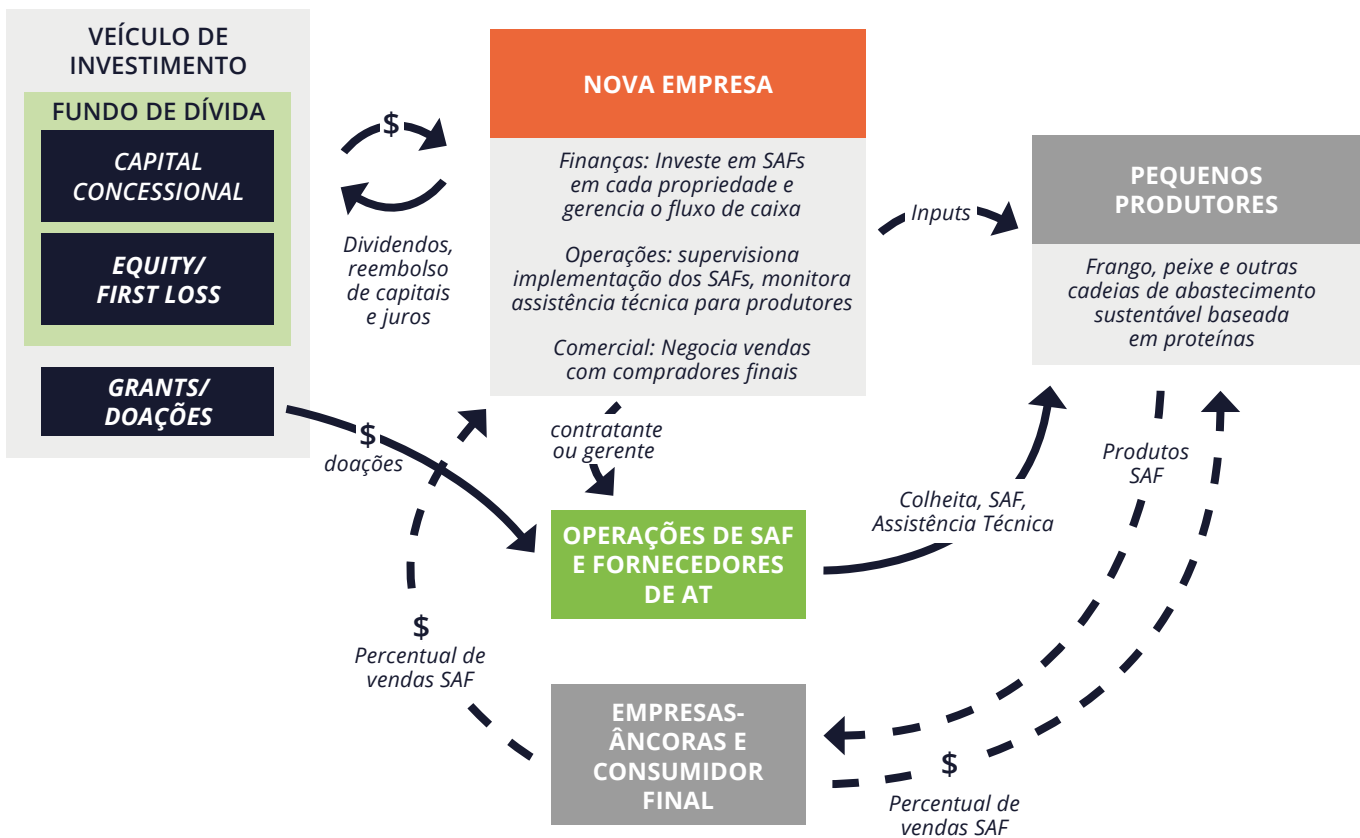 VEÍCULO DE
INVESTIMENTO
FUNDO DE DÍVIDA
CAPITAL
CONCESSIONAL
EQUITY/
FIRST LOSS
GRANTS/
DOAÇÕES
$
Dividendos,
reembolso
de capitais
e juros
NOVA EMPRESA
Finanças: Investe em SAFs
em cada propriedade e
gerencia o fluxo de caixa
Operações: supervisiona
implementação dos SAFs, monitora
assistência técnica para produtores
Comercial: Negocia vendas
com compradores finais
Inputs
PEQUENOS
PRODUTORES
Frango, peixe e outras
cadeias de abastecimento
sustentável baseada
em proteínas
$
doações
contratante
ou gerente
OPERAÇÕES DE SAF
E FORNECEDORES
DE AT
Colheita, SAF,
Assistência Técnica
Produtos
SAF
$
Percentual de
vendas SAF
EMPRESAS-
ÂNCORAS E
CONSUMIDOR
FINAL
$
Percentual de
vendas SAF